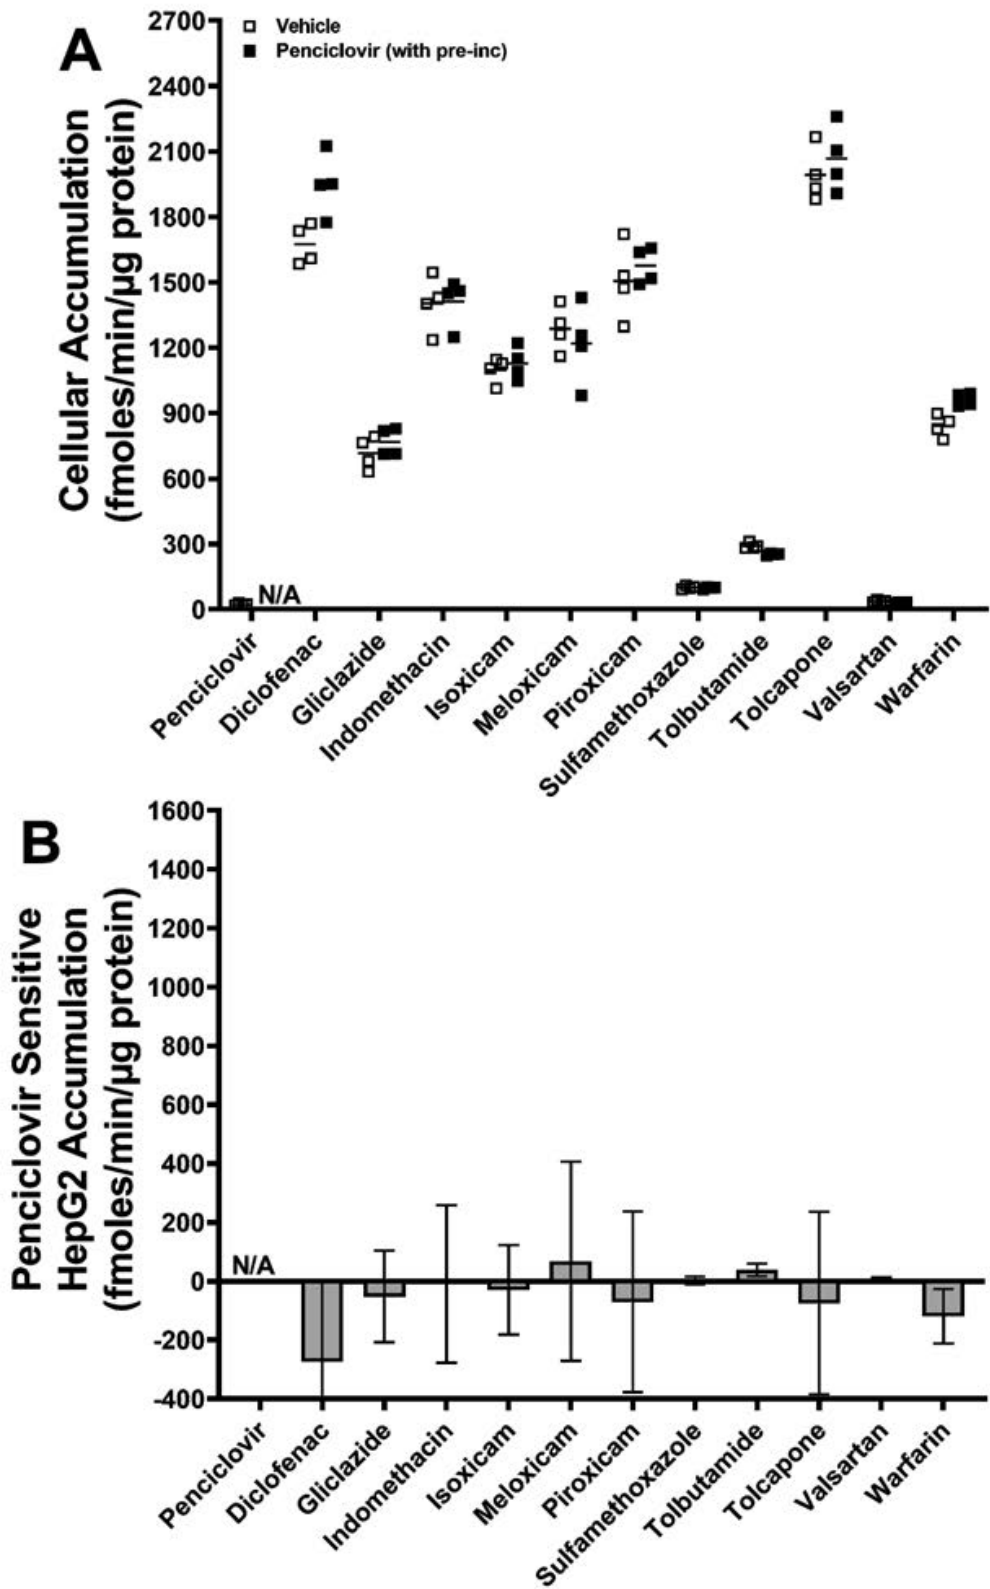 A
Vehicle
Penciclovir (with pre-inc)
Cellular Accumulation
(fmoles/min/µg protein)
2700
2400
2100
1800
1500
1200
900
600
300
0
N/A
Penciclovir
Diclofenac
Gliclazide
Indomethacin
Isoxicam
Meloxicam
Piroxicam
Sulfamethoxazole
Tolbutamide
Tolcapone
Valsartan
Warfarin
B
Penciclovir Sensitive
HepG2 Accumulation
(fmoles/min/µg protein)
1600
1400
1200
1000
800
600
400
200
0
-200
-400
N/A
Penciclovir
Diclofenac
Gliclazide
Indomethacin
Isoxicam
Meloxicam
Piroxicam
Sulfamethoxazole
Tolbutamide
Tolcapone
Valsartan
Warfarin